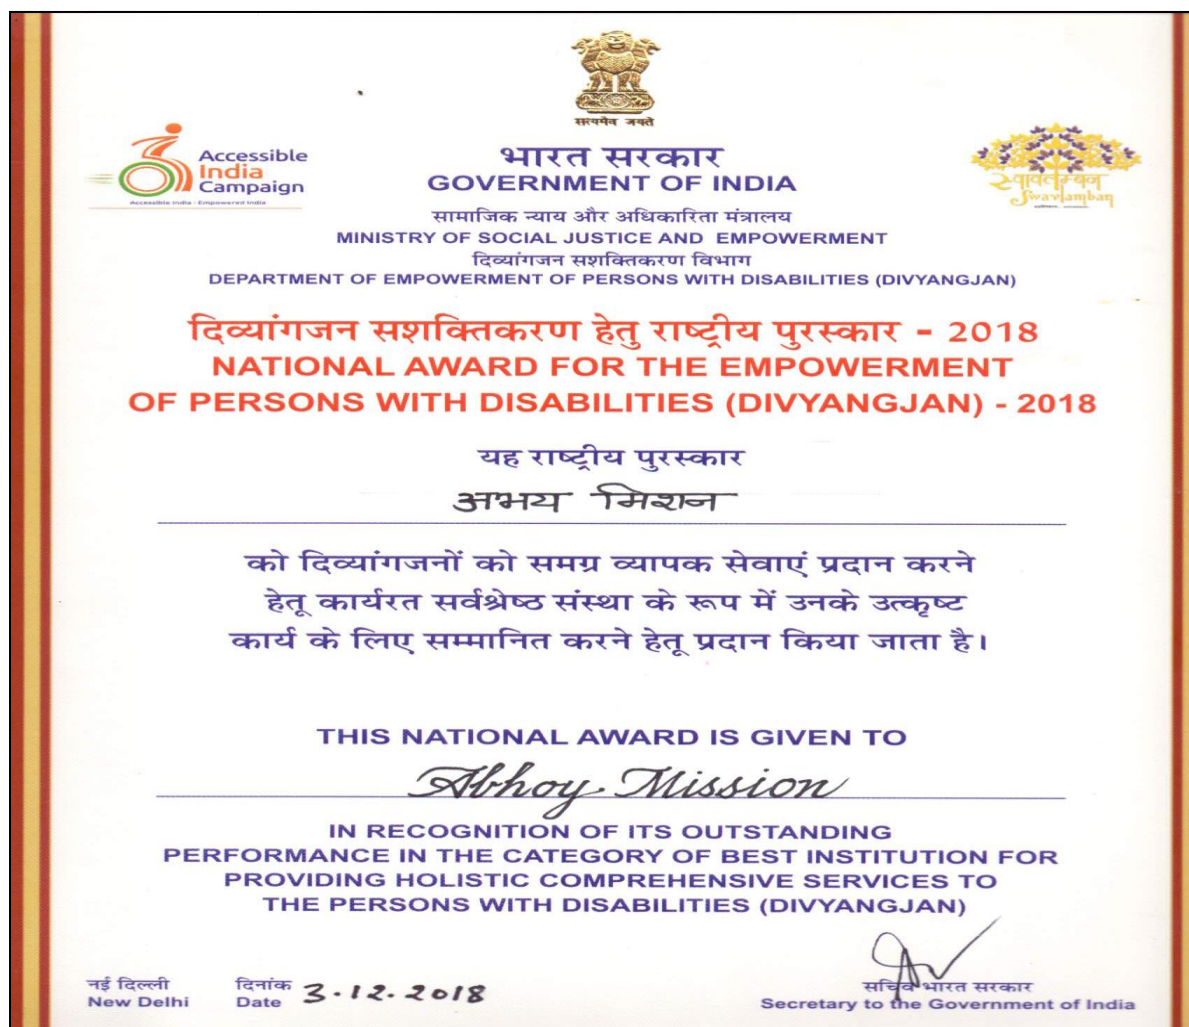 सत्यमेव जयते
Accessible
India
Campaign
Accessible India - Empowered India
स्वावलम्बन
Swavlamban
भारत सरकार
GOVERNMENT OF INDIA
सामाजिक न्याय और अधिकारिता मंत्रालय
MINISTRY OF SOCIAL JUSTICE AND EMPOWERMENT
दिव्यांगजन सशक्तिकरण विभाग
DEPARTMENT OF EMPOWERMENT OF PERSONS WITH DISABILITIES (DIVYANGJAN)
दिव्यांगजन सशक्तिकरण हेतु राष्ट्रीय पुरस्कार - 2018
NATIONAL AWARD FOR THE EMPOWERMENT
OF PERSONS WITH DISABILITIES (DIVYANGJAN) - 2018
यह राष्ट्रीय पुरस्कार
अभय मिशन
को दिव्यांगजनों को समग्र व्यापक सेवाएं प्रदान करने
हेतू कार्यरत सर्वश्रेष्ठ संस्था के रूप में उनके उत्कृष्ट
कार्य के लिए सम्मानित करने हेतू प्रदान किया जाता है।
THIS NATIONAL AWARD IS GIVEN TO
Abhoy Mission
IN RECOGNITION OF ITS OUTSTANDING
PERFORMANCE IN THE CATEGORY OF BEST INSTITUTION FOR
PROVIDING HOLISTIC COMPREHENSIVE SERVICES TO
THE PERSONS WITH DISABILITIES (DIVYANGJAN)
नई दिल्ली
New Delhi
दिनांक
Date 3.12.2018
सचिव भारत सरकार
Secretary to the Government of India